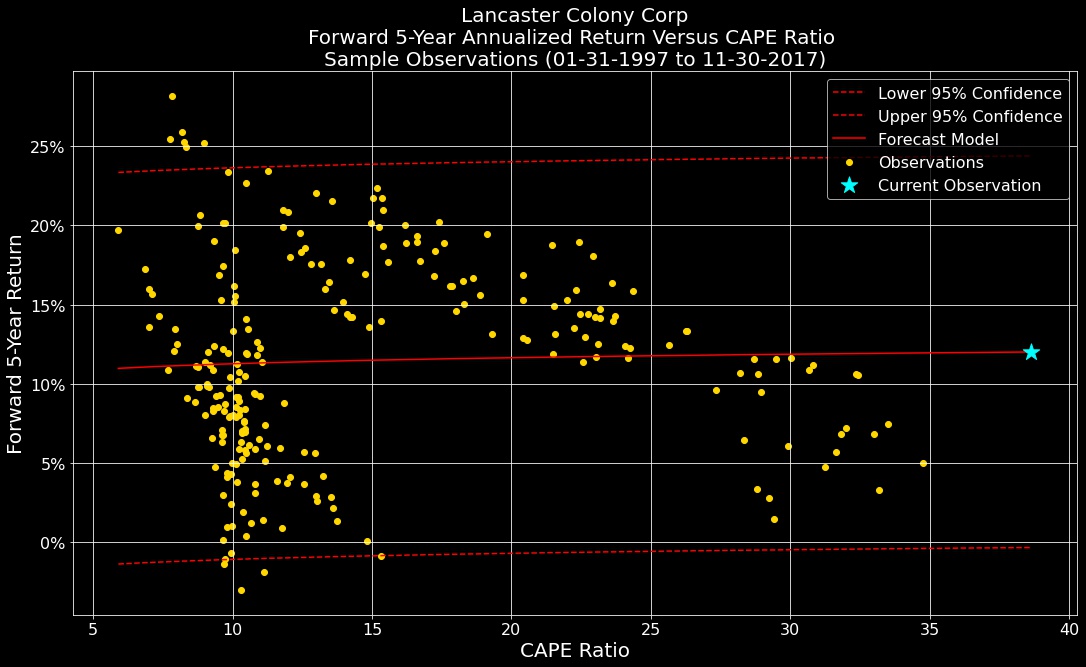 Lancaster Colony Corp
Forward 5-Year Annualized Return Versus CAPE Ratio
Sample Observations (01-31-1997 to 11-30-2017)
Lower 95% Confidence
Upper 95% Confidence
Forecast Model
Observations
Current Observation
Forward 5-Year Return
25%
20%
15%
10%
5%
0%
5 10 15 20 25 30 35 40
CAPE Ratio